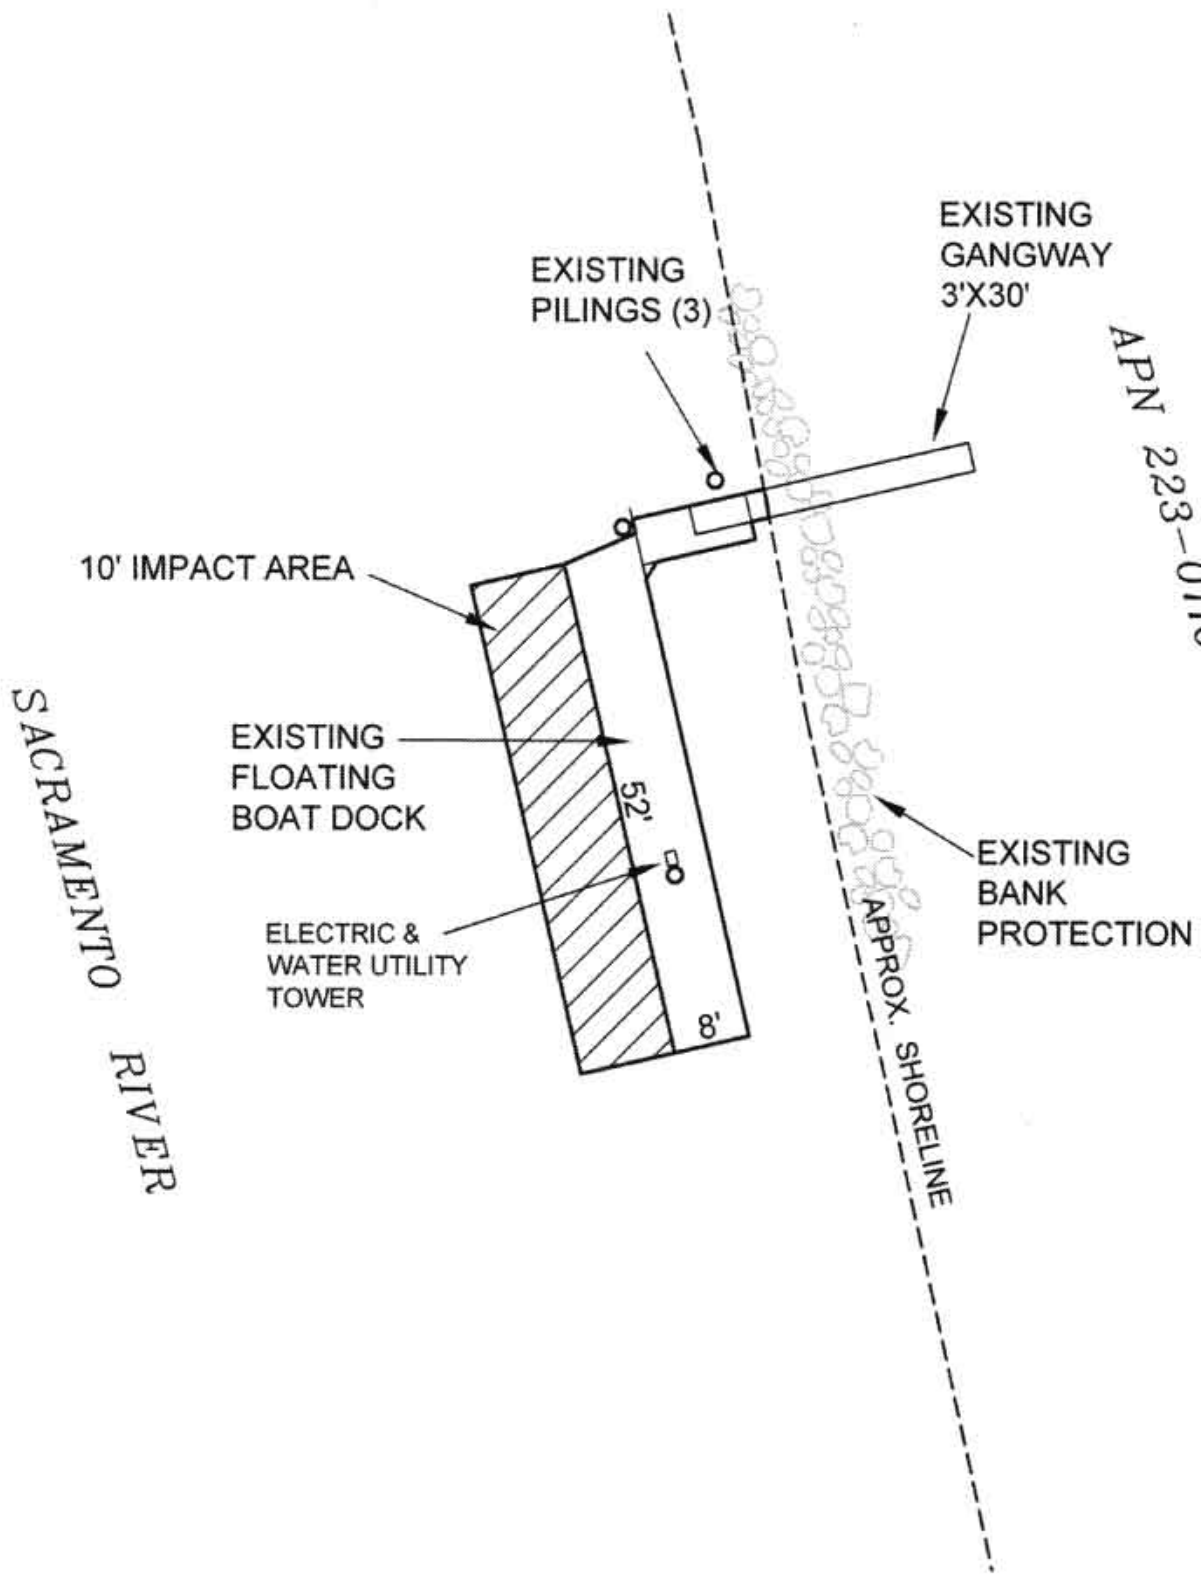 EXISTING
GANGWAY
3'X30'
EXISTING
PILINGS (3)
APN 223-0110
10' IMPACT AREA
SACRAMENTO RIVER
EXISTING
FLOATING
BOAT DOCK
52'
EXISTING
BANK
PROTECTION
ELECTRIC &
WATER UTILITY
TOWER
8'
APPROX. SHORELINE